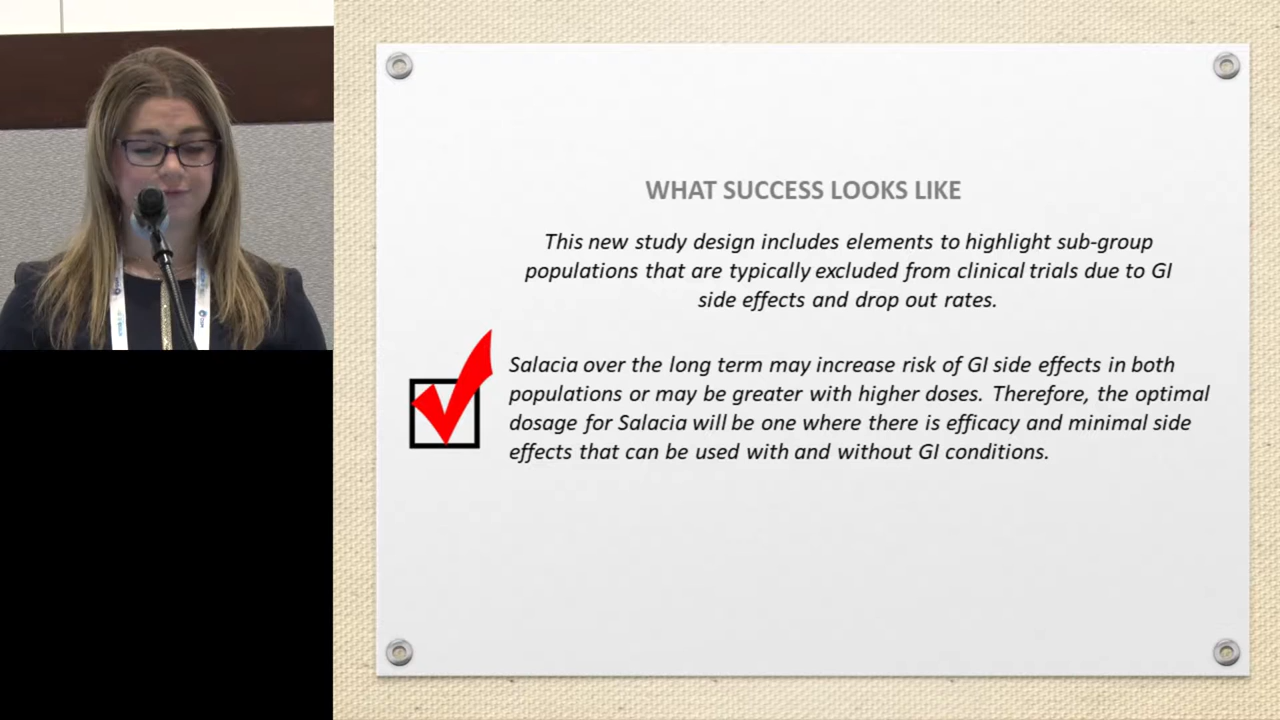 WHAT SUCCESS LOOKS LIKE
This new study design includes elements to highlight sub-group
populations that are typically excluded from clinical trials due to GI
side effects and drop out rates.
Salacia over the long term may increase risk of GI side effects in both
populations or may be greater with higher doses.  Therefore, the optimal
dosage for Salacia will be one where there is efficacy and minimal side
effects that can be used with and without GI conditions.